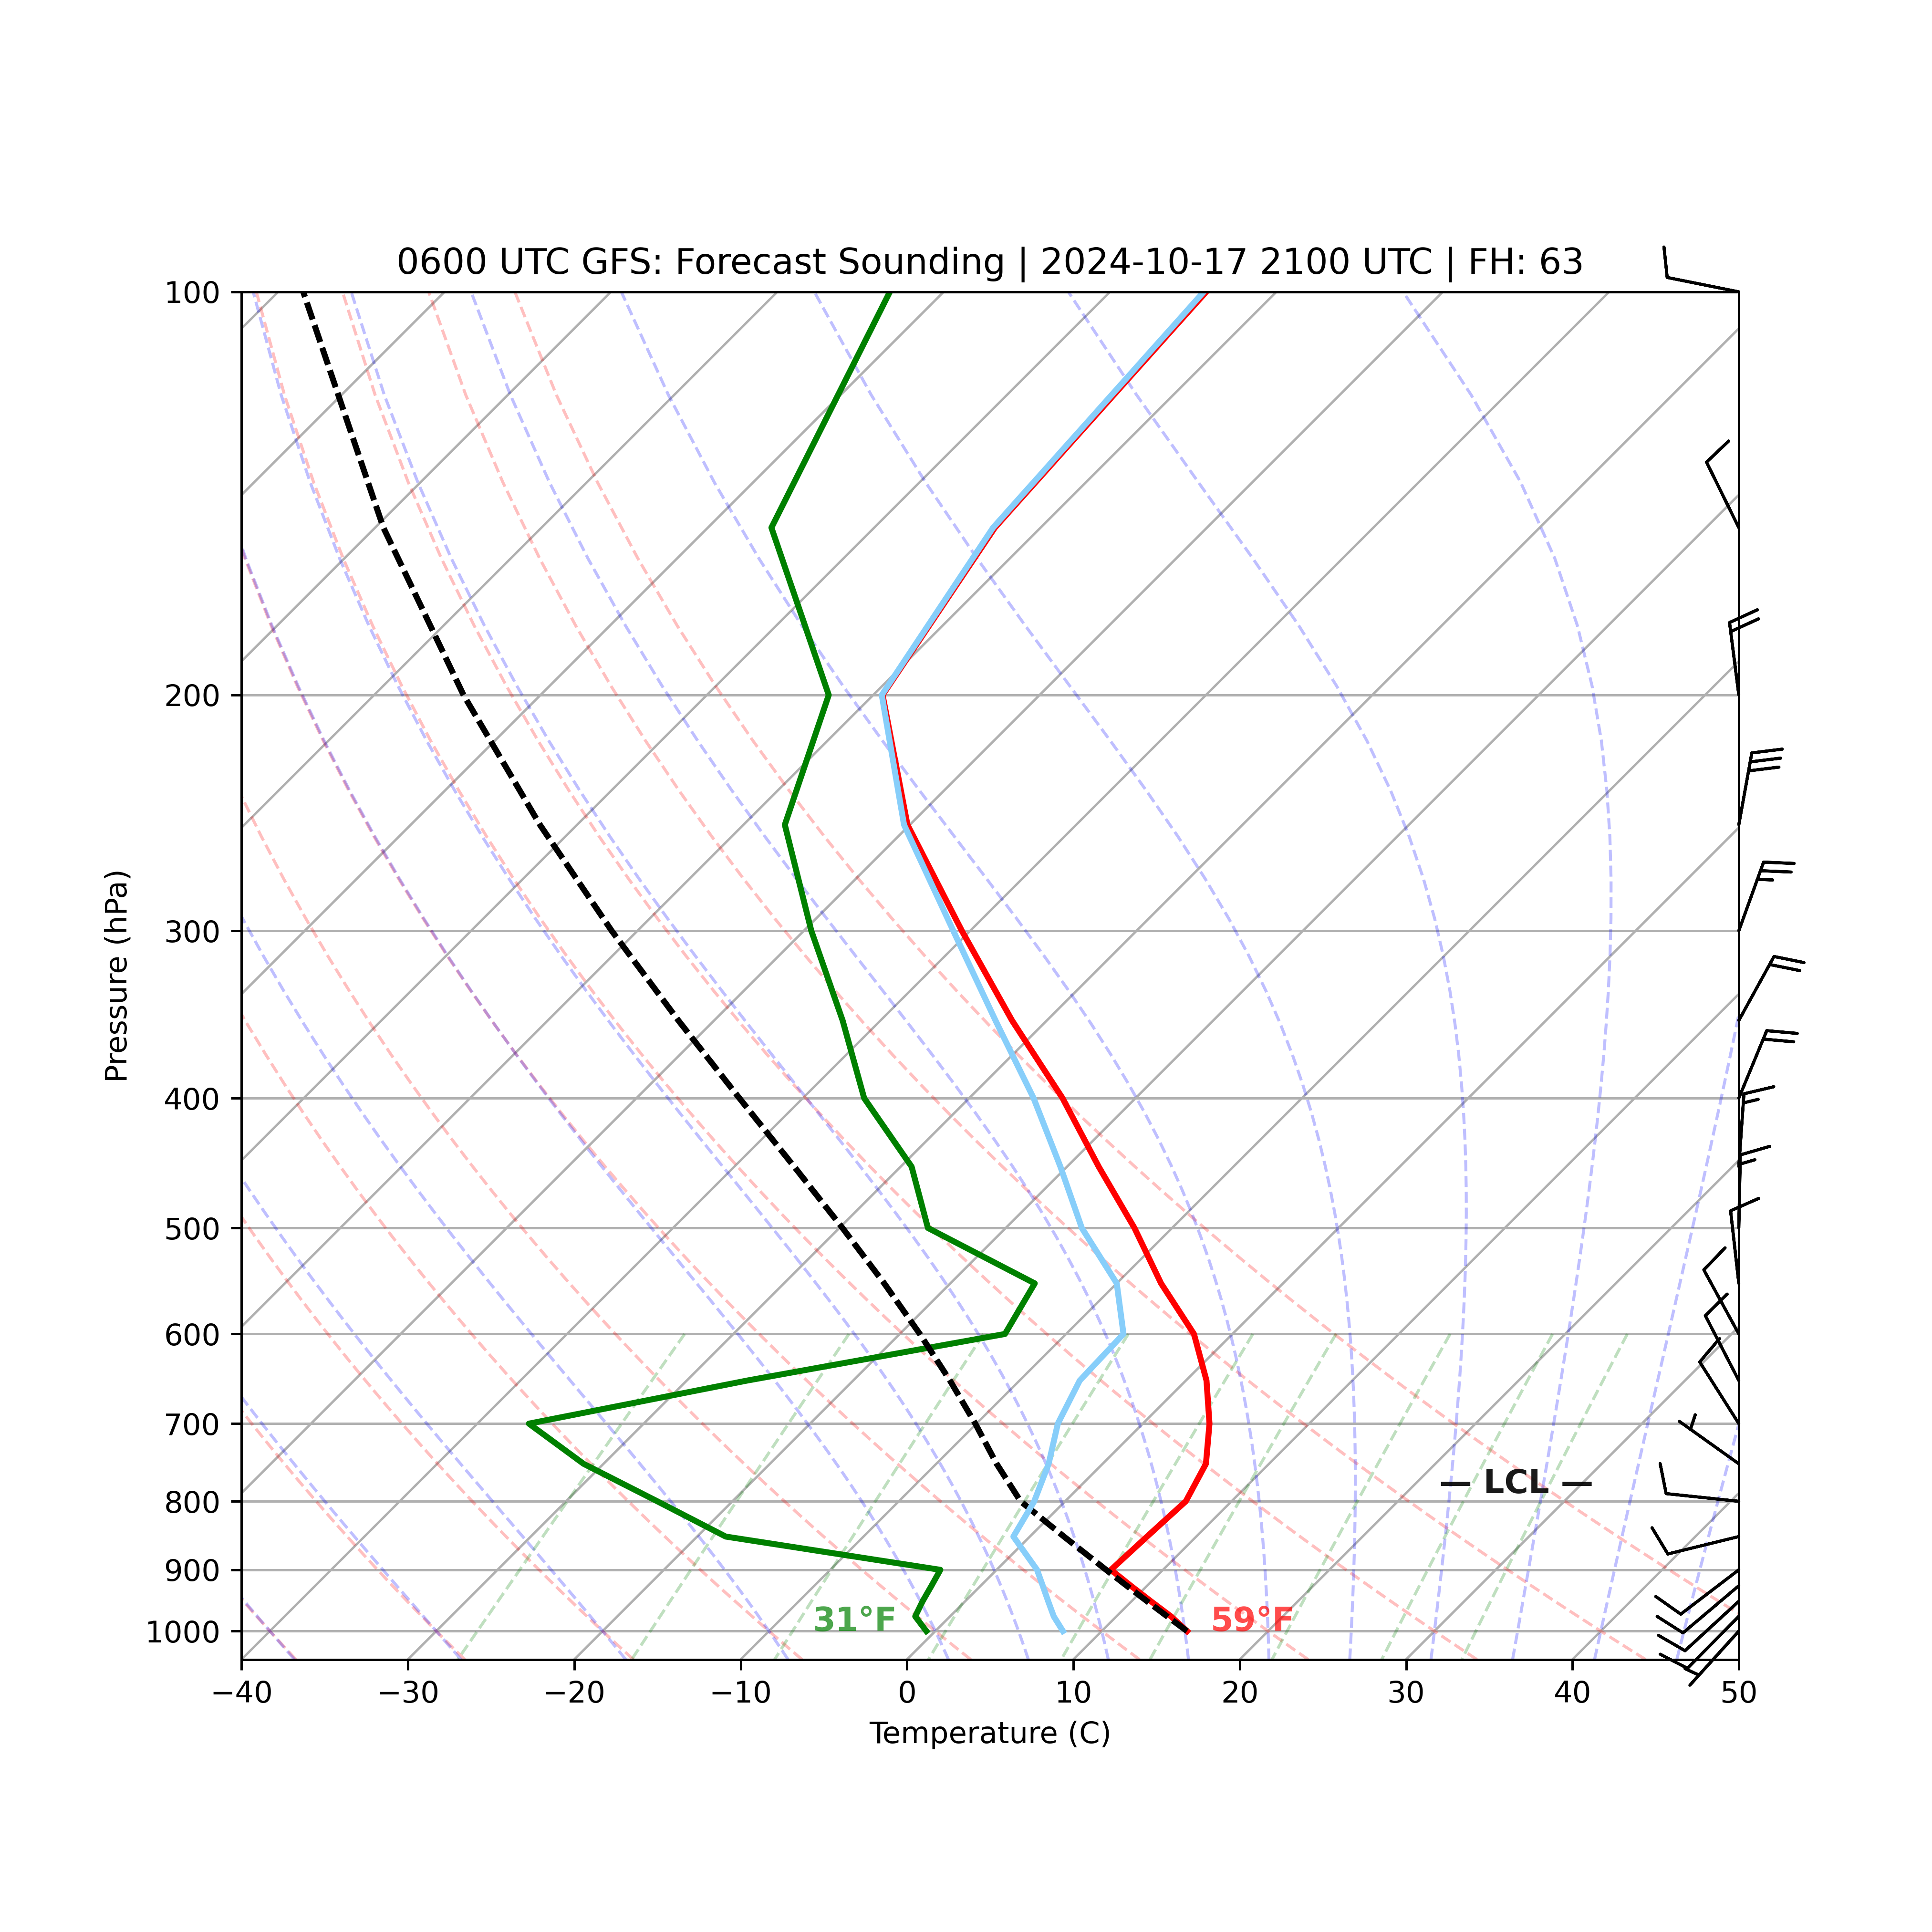 0600 UTC GFS: Forecast Sounding | 2024-10-17 2100 UTC | FH: 63
100
200
300
400
500
600
700
800
900
1000
Pressure (hPa)
— LCL —
31°F
59°F
−40 −30 −20 −10 0 10 20 30 40 50
Temperature (C)